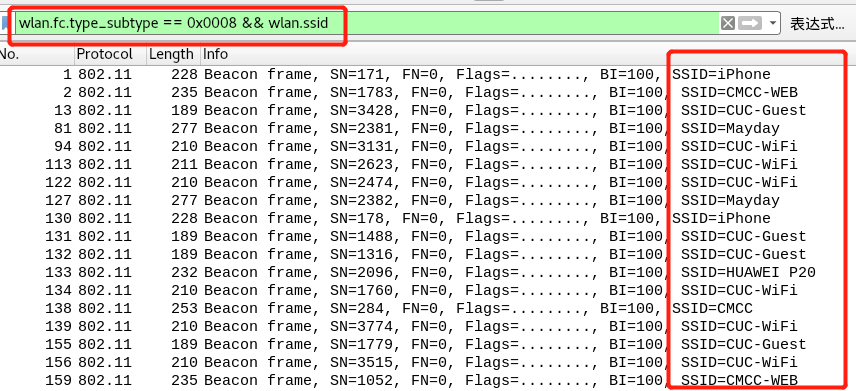 wlan.fc.type_subtype == 0x0008 && wlan.ssid 表达式…
No. Protocol Length Info
1 802.11 228 Beacon frame, SN=171, FN=0, Flags=........, BI=100, SSID=iPhone
2 802.11 235 Beacon frame, SN=1783, FN=0, Flags=........, BI=100, SSID=CMCC-WEB
13 802.11 189 Beacon frame, SN=3428, FN=0, Flags=........, BI=100, SSID=CUC-Guest
81 802.11 277 Beacon frame, SN=2381, FN=0, Flags=........, BI=100, SSID=Mayday
94 802.11 210 Beacon frame, SN=3131, FN=0, Flags=........, BI=100, SSID=CUC-WiFi
113 802.11 211 Beacon frame, SN=2623, FN=0, Flags=........, BI=100, SSID=CUC-WiFi
122 802.11 210 Beacon frame, SN=2474, FN=0, Flags=........, BI=100, SSID=CUC-WiFi
127 802.11 277 Beacon frame, SN=2382, FN=0, Flags=........, BI=100, SSID=Mayday
130 802.11 228 Beacon frame, SN=178, FN=0, Flags=........, BI=100, SSID=iPhone
131 802.11 189 Beacon frame, SN=1488, FN=0, Flags=........, BI=100, SSID=CUC-Guest
132 802.11 189 Beacon frame, SN=1316, FN=0, Flags=........, BI=100, SSID=CUC-Guest
133 802.11 232 Beacon frame, SN=2096, FN=0, Flags=........, BI=100, SSID=HUAWEI P20
134 802.11 210 Beacon frame, SN=1760, FN=0, Flags=........, BI=100, SSID=CUC-WiFi
138 802.11 253 Beacon frame, SN=284, FN=0, Flags=........, BI=100, SSID=CMCC
139 802.11 210 Beacon frame, SN=3774, FN=0, Flags=........, BI=100, SSID=CUC-WiFi
155 802.11 189 Beacon frame, SN=1779, FN=0, Flags=........, BI=100, SSID=CUC-Guest
156 802.11 210 Beacon frame, SN=3515, FN=0, Flags=........, BI=100, SSID=CUC-WiFi
159 802.11 235 Beacon frame, SN=1052, FN=0, Flags=........, BI=100, SSID=CMCC-WEB